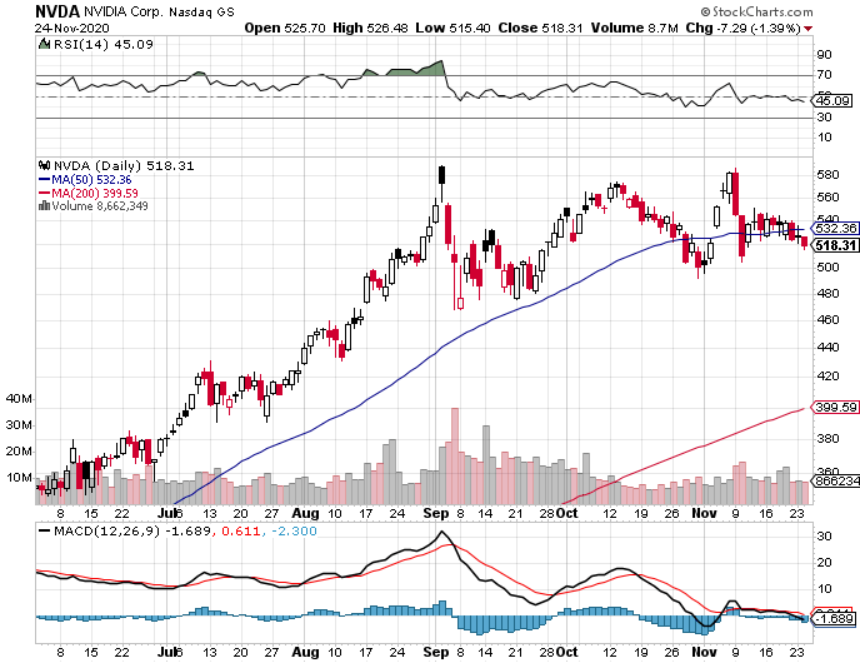 NVDA NVIDIA Corp. Nasdaq GS © StockCharts.com
24-Nov-2020 Open 525.70 High 526.48 Low 515.40 Close 518.31 Volume 8.7M Chg -7.29 (-1.39%)
RSI(14) 45.09
90
70
50
45.09
30
10
NVDA (Daily) 518.31
MA(50) 532.36
MA(200) 399.59
Volume 8,662,349
580
560
540
532.36
518.31
500
480
460
440
420
399.59
380
360
866234
40M
30M
20M
10M
8 15 22 Jul 6 13 20 27 Aug 10 17 24 Sep 8 14 21 28 Oct 12 19 26 Nov 9 16 23
MACD(12,26,9) -1.689, 0.611, -2.300
30
20
10
-1.689
8 15 22 Jul 6 13 20 27 Aug 10 17 24 Sep 8 14 21 28 Oct 12 19 26 Nov 9 16 23